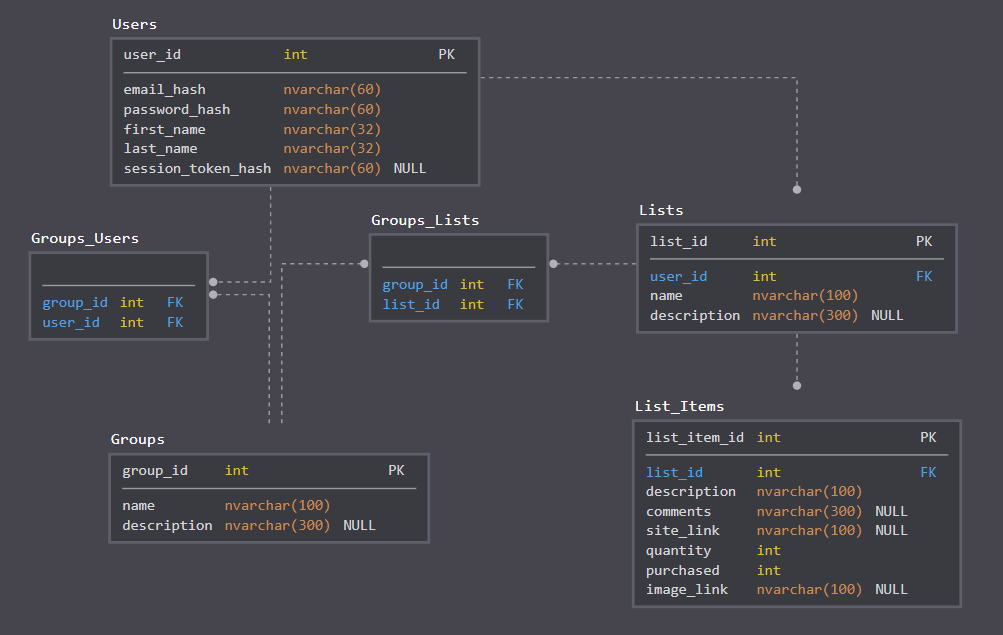 Users
user_id int PK
email_hash nvarchar(60)
password_hash nvarchar(60)
first_name nvarchar(32)
last_name nvarchar(32)
session_token_hash nvarchar(60) NULL
Groups_Users
group_id int FK
user_id int FK
Groups_Lists
group_id int FK
list_id int FK
Lists
list_id int PK
user_id int FK
name nvarchar(100)
description nvarchar(300) NULL
Groups
group_id int PK
name nvarchar(100)
description nvarchar(300) NULL
List_Items
list_item_id int PK
list_id int FK
description nvarchar(100)
comments nvarchar(300) NULL
site_link nvarchar(100) NULL
quantity int
purchased int
image_link nvarchar(100) NULL